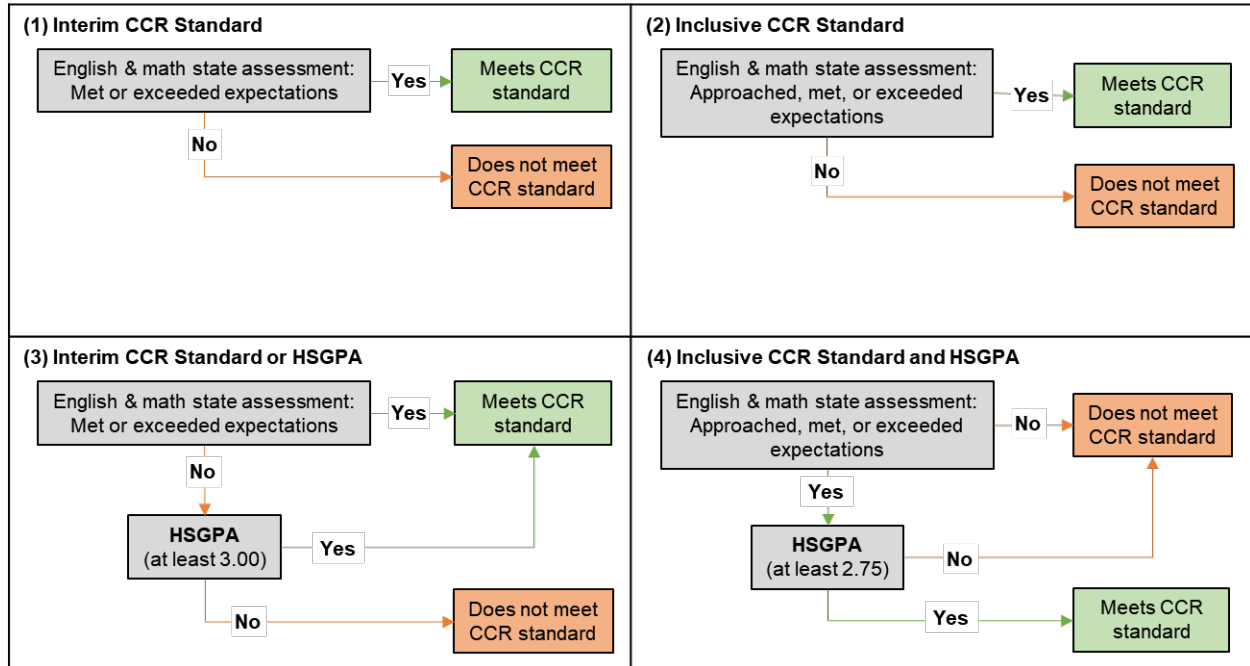 (1) Interim CCR Standard
English & math state assessment:
Met or exceeded expectations
Yes
Meets CCR
standard
No
Does not meet
CCR standard
(2) Inclusive CCR Standard
English & math state assessment:
Approached, met, or exceeded
expectations
Yes
Meets CCR
standard
No
Does not meet
CCR standard
(3) Interim CCR Standard or HSGPA
English & math state assessment:
Met or exceeded expectations
Yes
Meets CCR
standard
No
HSGPA
(at least 3.00)
Yes
No
Does not meet
CCR standard
(4) Inclusive CCR Standard and HSGPA
English & math state assessment:
Approached, met, or exceeded
expectations
No
Does not meet
CCR standard
Yes
HSGPA
(at least 2.75)
No
Yes
Meets CCR
standard